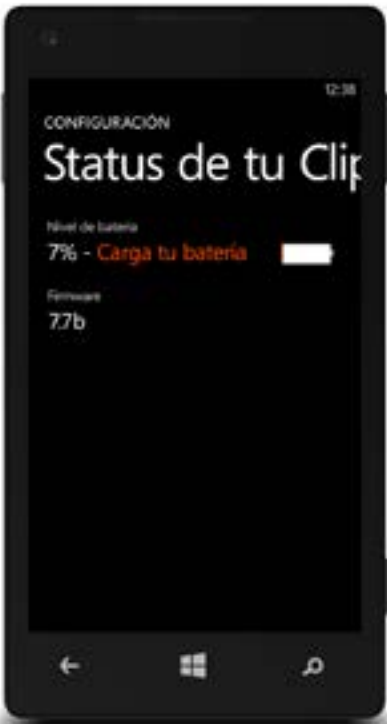 12:38
CONFIGURACIÓN
Status de tu Clip
Nivel de batería
7% - Carga tu batería
Firmware
7.7b